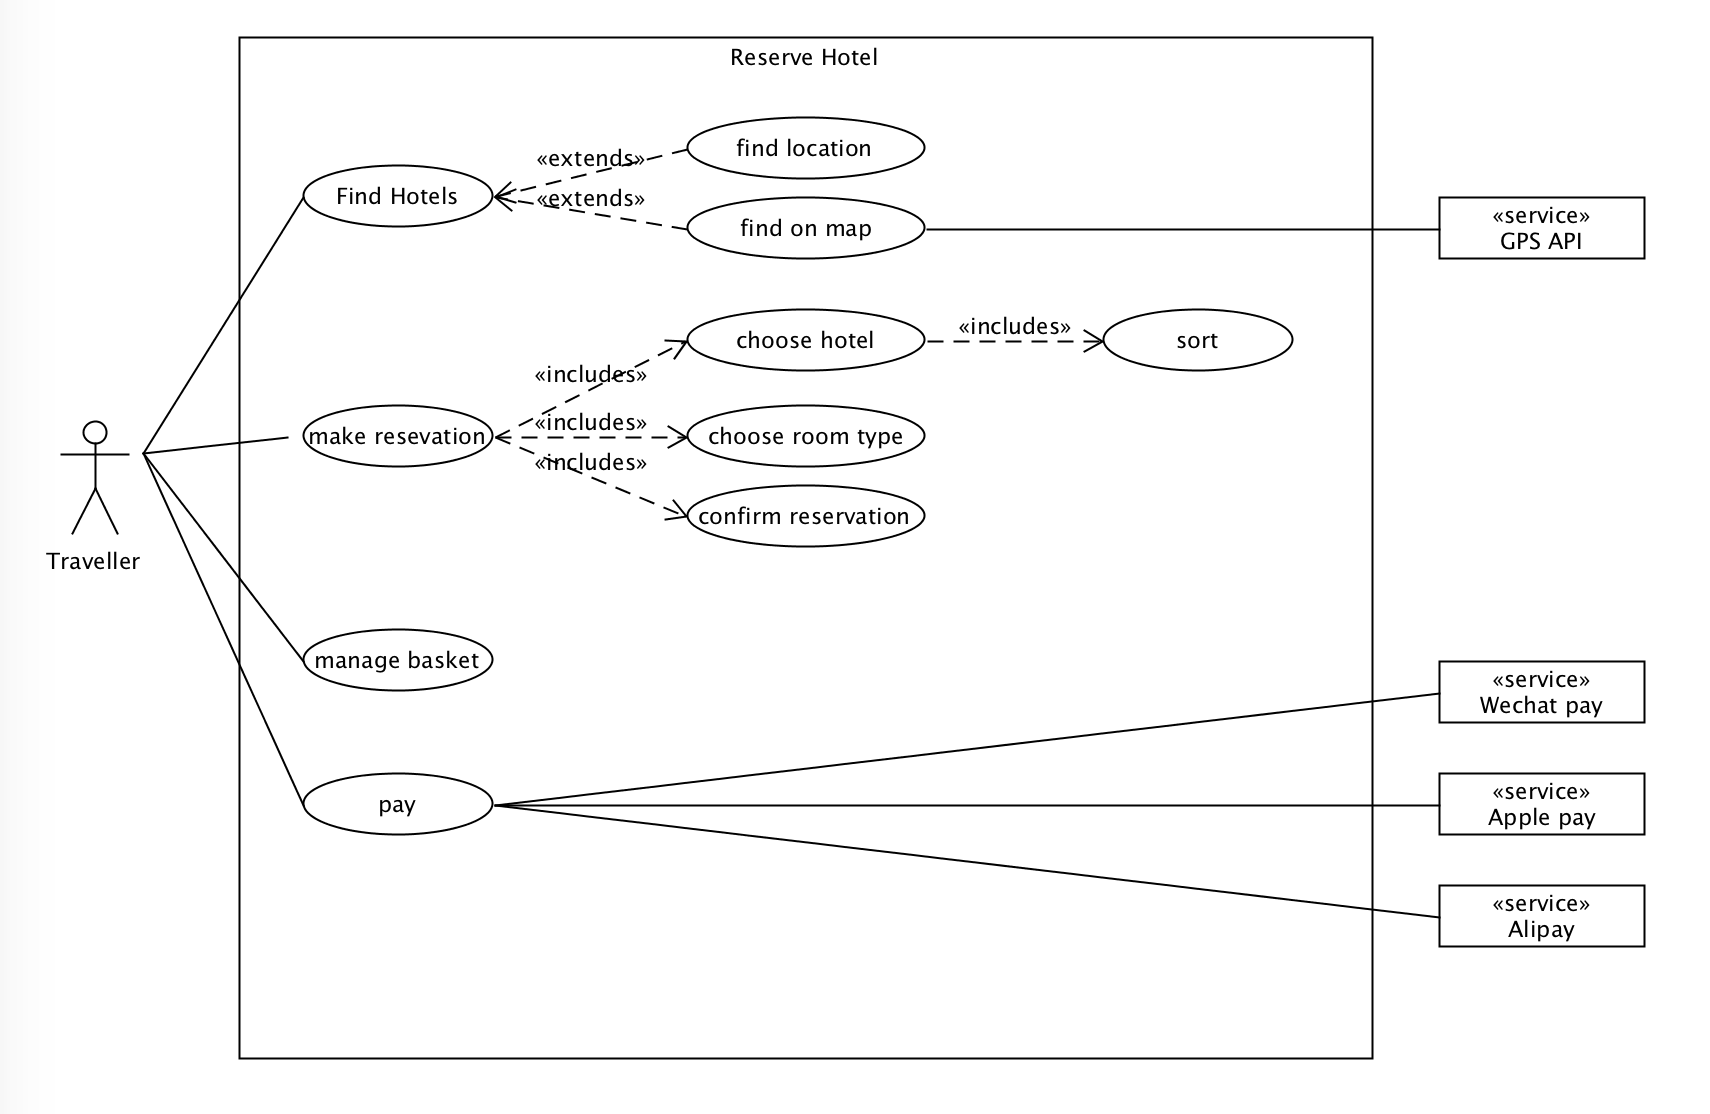 Reserve Hotel
find location
«extends»
Find Hotels
«extends»
find on map
«service»
GPS API
choose hotel
«includes»
sort
«includes»
make resevation
«includes»
choose room type
«includes»
confirm reservation
Traveller
manage basket
«service»
Wechat pay
pay
«service»
Apple pay
«service»
Alipay